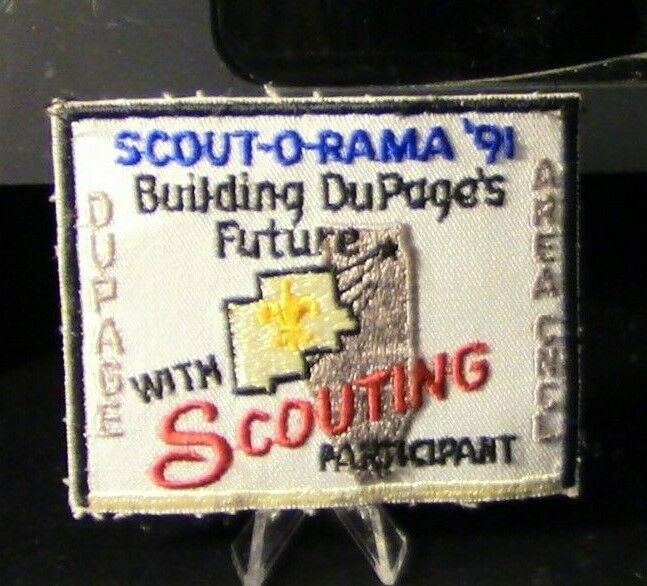 SCOUT-O-RAMA '91
Building DuPage's
Future
WITH
SCOUTING
PARTICIPANT
DUPAGE
AREA CNCL